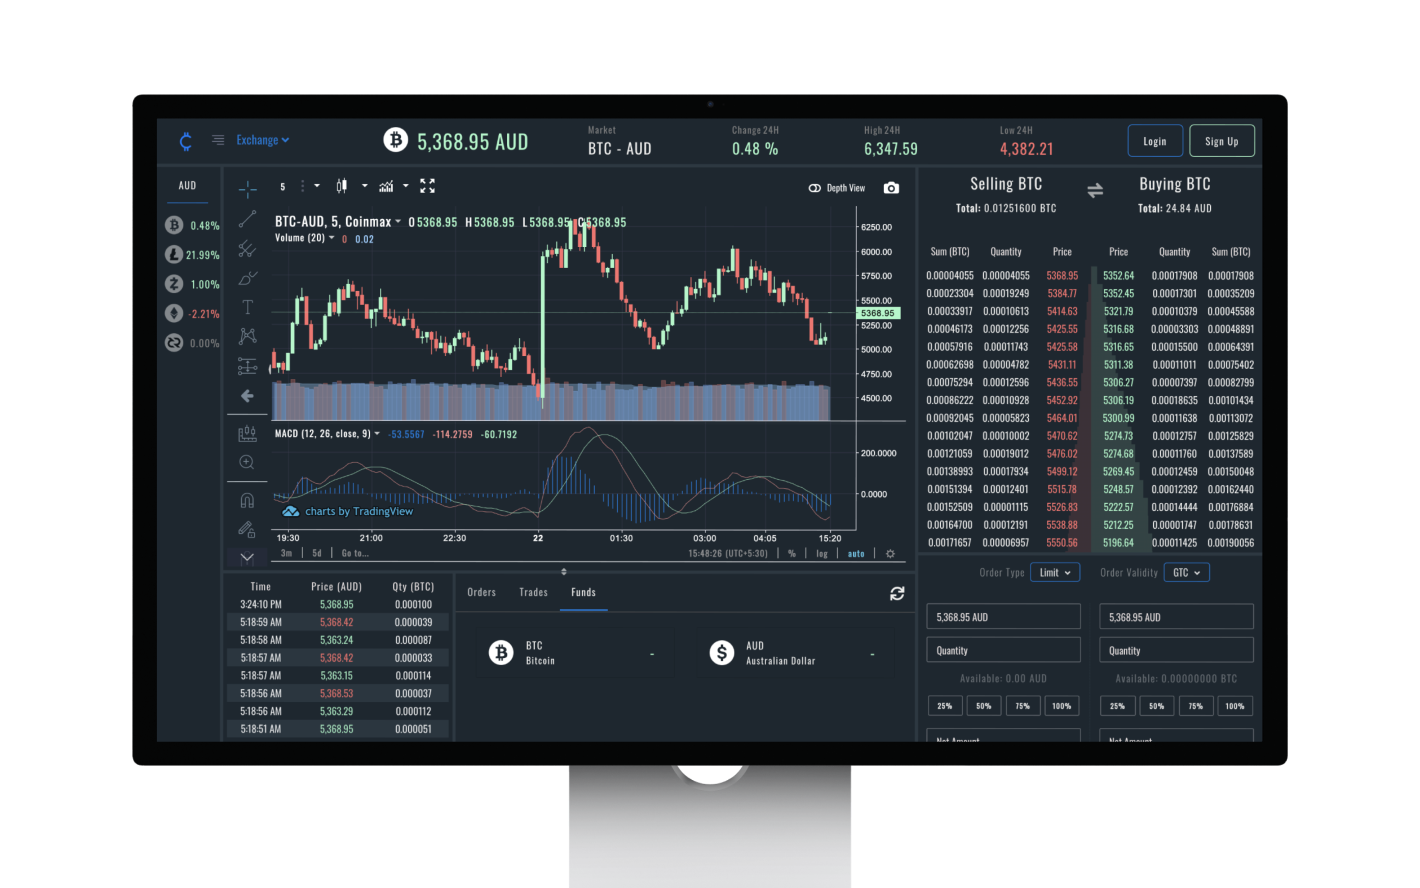 Exchange
5,368.95 AUD
Market
BTC - AUD
Change 24H
0.48 %
High 24H
6,347.59
Low 24H
4,382.21
Login
Sign Up
AUD
0.48%
21.99%
1.00%
-2.21%
0.00%
5
Depth View
BTC-AUD, 5, Coinmax O 5368.95 H 5368.95 L 5368.95 C 5368.95
Volume (20) 0 0.02
6250.00
6000.00
5750.00
5500.00
5368.95
5250.00
5000.00
4750.00
4500.00
MACD (12, 26, close, 9) -53.5567 -114.2759 -60.7192
200.0000
0.0000
charts by TradingView
19:30 21:00 22:30 22 01:30 03:00 04:05 15:20
3m 5d Go to... 15:48:26 (UTC+5:30) % log auto
Selling BTC
Total: 0.01251600 BTC
Buying BTC
Total: 24.84 AUD
Sum (BTC) Quantity Price Price Quantity Sum (BTC)
0.00004055 0.00004055 5368.95 5352.64 0.00017908 0.00017908
0.00023304 0.00019249 5384.77 5352.45 0.00017301 0.00035209
0.00033917 0.00010613 5414.63 5321.79 0.00010379 0.00045588
0.00046173 0.00012256 5425.55 5316.68 0.00003303 0.00048891
0.00057916 0.00011743 5425.58 5316.65 0.00015500 0.00064391
0.00062698 0.00004782 5431.11 5311.38 0.00011011 0.00075402
0.00075294 0.00012596 5436.55 5306.27 0.00007397 0.00082799
0.00086222 0.00010928 5452.92 5306.19 0.00018635 0.00101434
0.00092045 0.00005823 5464.01 5300.99 0.00011638 0.00113072
0.00102047 0.00010002 5470.62 5274.73 0.00012757 0.00125829
0.00121059 0.00019012 5476.02 5274.68 0.00011760 0.00137589
0.00138993 0.00017934 5499.12 5269.45 0.00012459 0.00150048
0.00151394 0.00012401 5515.78 5248.57 0.00012392 0.00162440
0.00152509 0.00001115 5526.83 5222.57 0.00014444 0.00176884
0.00164700 0.00012191 5538.88 5212.25 0.00001747 0.00178631
0.00171657 0.00006957 5550.56 5196.64 0.00011425 0.00190056
Time Price (AUD) Qty (BTC)
3:24:10 PM 5,368.95 0.000100
5:18:59 AM 5,368.42 0.000039
5:18:58 AM 5,363.24 0.000087
5:18:57 AM 5,368.42 0.000033
5:18:57 AM 5,363.15 0.000114
5:18:56 AM 5,368.53 0.000037
5:18:56 AM 5,363.29 0.000112
5:18:51 AM 5,368.95 0.000051
Orders Trades Funds
BTC
Bitcoin
-
AUD
Australian Dollar
-
Order Type Limit Order Validity GTC
5,368.95 AUD
Quantity
Available: 0.00 AUD
25% 50% 75% 100%
Net Amount
5,368.95 AUD
Quantity
Available: 0.00000000 BTC
25% 50% 75% 100%
Net Amount